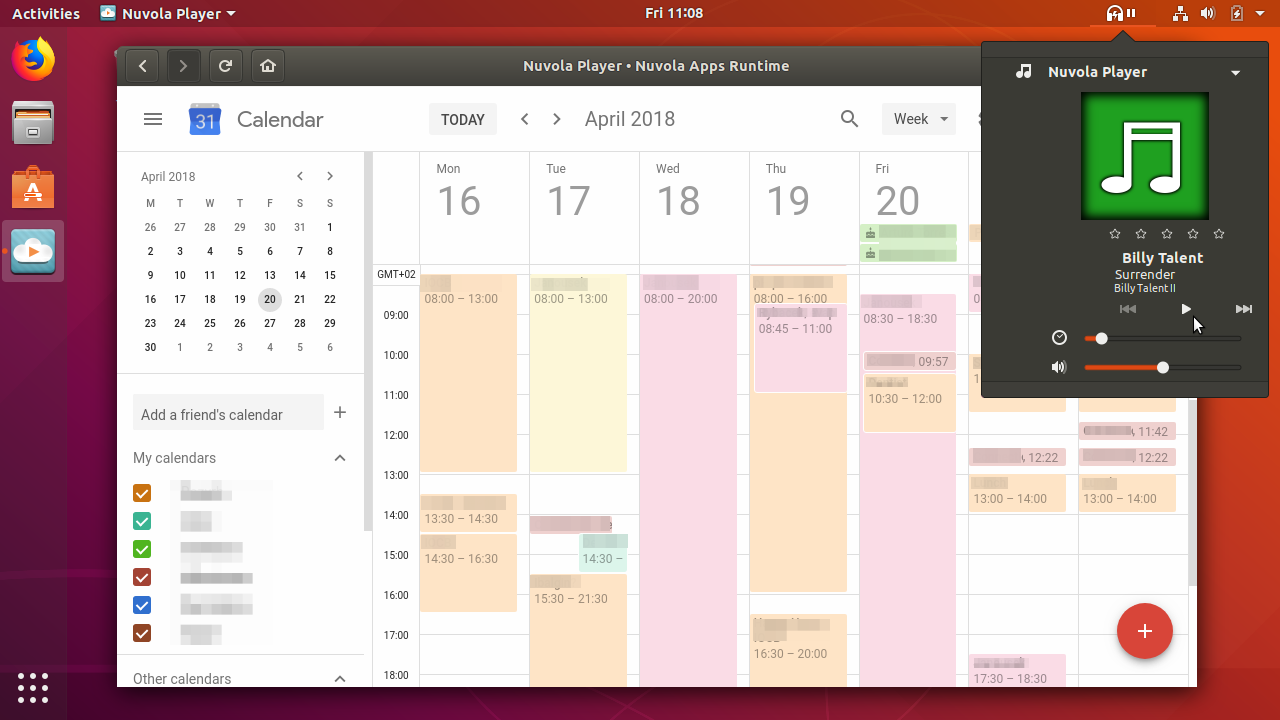 Activities Nuvola Player Fri 11:08
Nuvola Player • Nuvola Apps Runtime
Nuvola Player
31 Calendar TODAY April 2018 Week
April 2018
M T W T F S S
26 27 28 29 30 31 1
2 3 4 5 6 7 8
9 10 11 12 13 14 15
16 17 18 19 20 21 22
23 24 25 26 27 28 29
30 1 2 3 4 5 6
Add a friend's calendar
My calendars
Other calendars
Mon Tue Wed Thu Fri
16 17 18 19 20
GMT+02
08:00 – 13:00 08:00 – 13:00 08:00 – 20:00 08:00 – 16:00
09:00 08:30 – 18:30
08:45 – 11:00
10:00 09:57
11:00 10:30 – 12:00
12:00 11:42
12:22 12:22
13:00
13:00 – 14:00 13:00 – 14:00
14:00 13:30 – 14:30
15:00 14:30 – 16:30 14:30 –
16:00 15:30 – 21:30
17:00
16:30 – 20:00
18:00 17:30 – 18:30
Billy Talent
Surrender
Billy Talent II